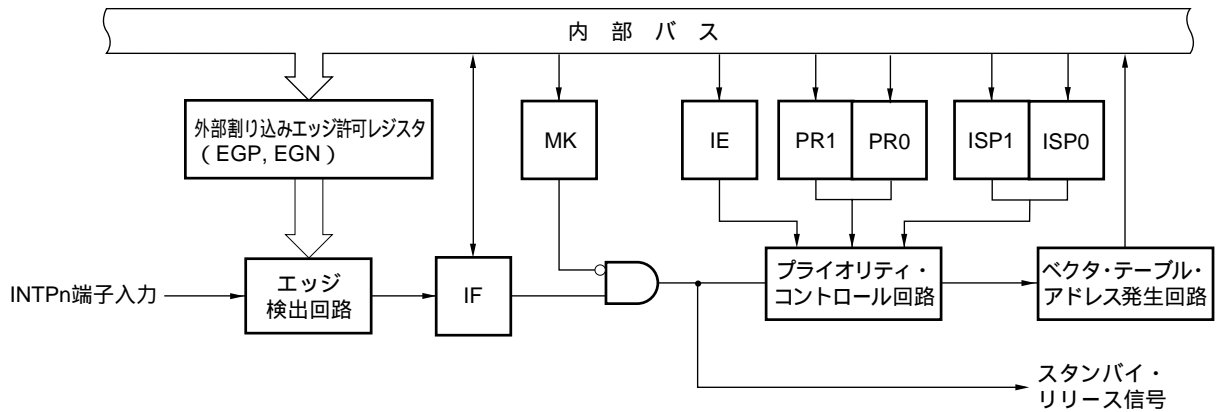 内 部 バ ス
外部割り込みエッジ許可レジスタ
（EGP, EGN）
MK
IE
PR1
PR0
ISP1
ISP0
INTPn端子入力
エッジ
検出回路
IF
プライオリティ・
コントロール回路
ベクタ・テーブル・
アドレス発生回路
スタンバイ・
リリース信号